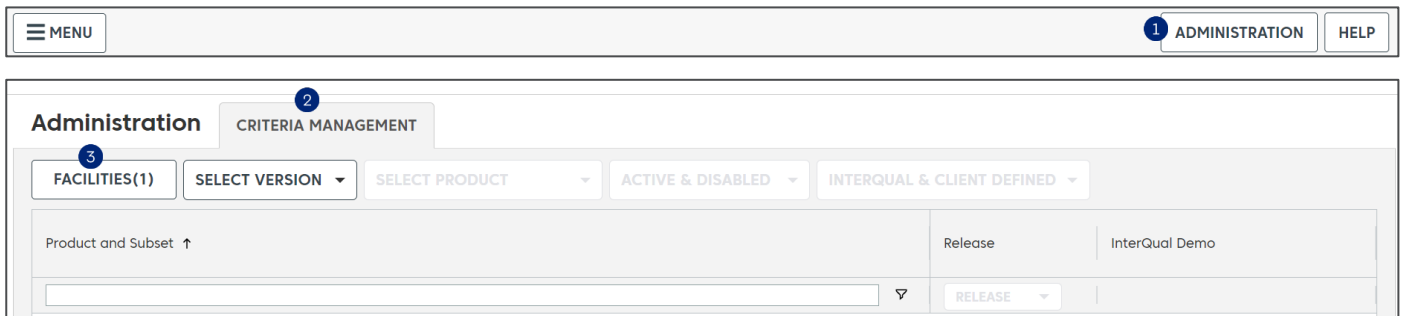 MENU
1
ADMINISTRATION
HELP
2
Administration
CRITERIA MANAGEMENT
3
FACILITIES(1)
SELECT VERSION
SELECT PRODUCT
ACTIVE & DISABLED
INTERQUAL & CLIENT DEFINED
Product and Subset ↑
Release
InterQual Demo
RELEASE